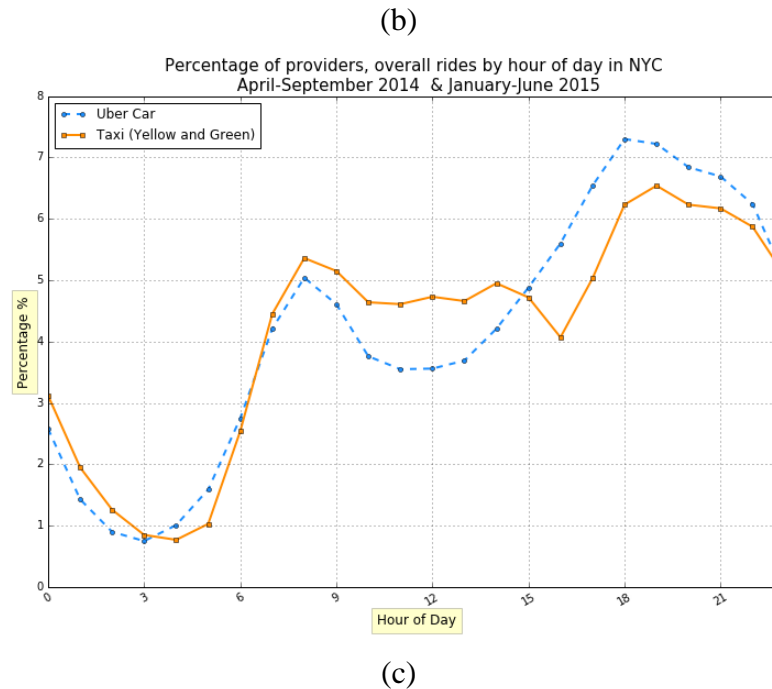 (b)
Percentage of providers, overall rides by hour of day in NYC
April-September 2014 & January-June 2015
Uber Car
Taxi (Yellow and Green)
8
7
6
5
4
3
2
1
0
Percentage %
0
3
6
9
12
15
18
21
Hour of Day
(c)